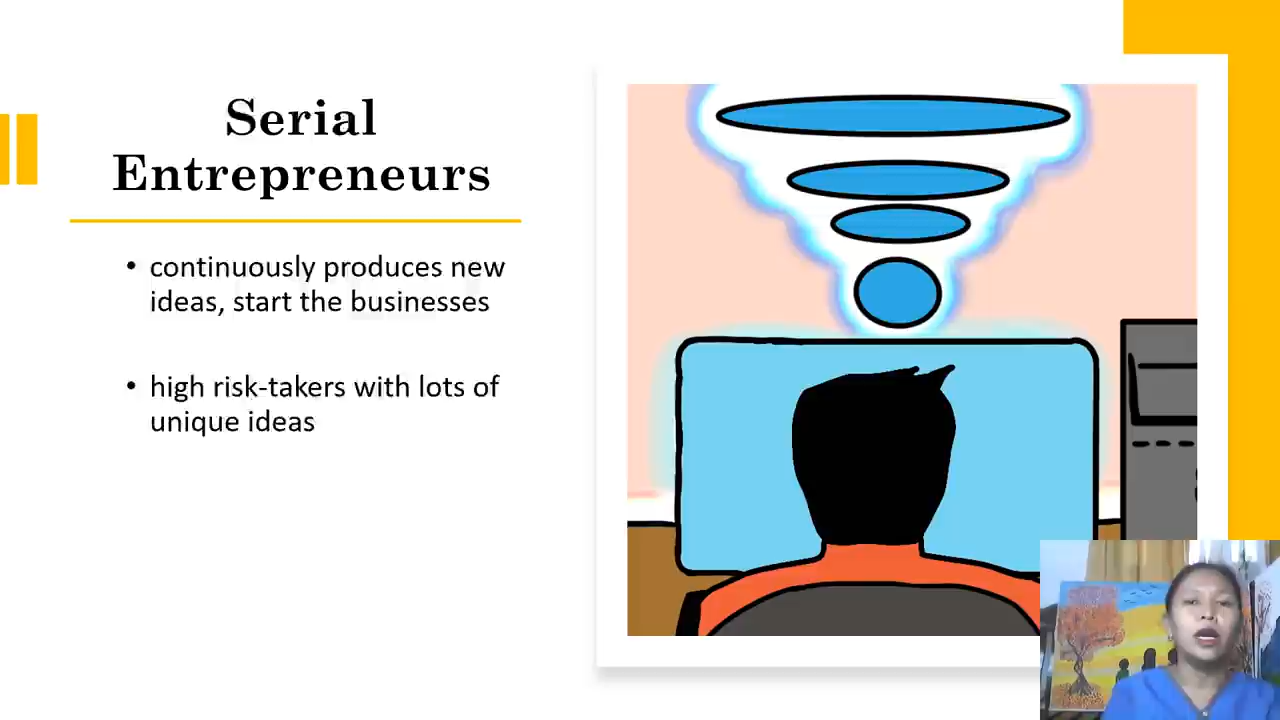 Serial
Entrepreneurs
• continuously produces new
ideas, start the businesses
• high risk-takers with lots of
unique ideas